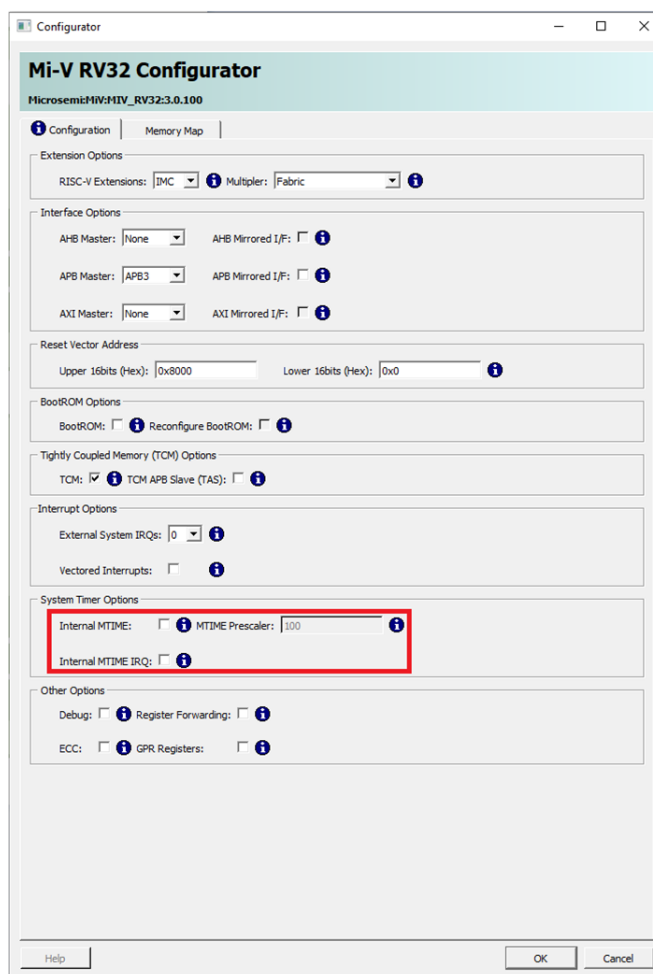 Configurator
Mi-V RV32 Configurator
Microsemi:MiV:MIV_RV32:3.0.100
Configuration Memory Map
Extension Options
RISC-V Extensions: IMC Multipler: Fabric
Interface Options
AHB Master: None AHB Mirrored I/F:
APB Master: APB3 APB Mirrored I/F:
AXI Master: None AXI Mirrored I/F:
Reset Vector Address
Upper 16bits (Hex): 0x8000 Lower 16bits (Hex): 0x0
BootROM Options
BootROM: Reconfigure BootROM:
Tightly Coupled Memory (TCM) Options
TCM: TCM APB Slave (TAS):
Interrupt Options
External System IRQs: 0
Vectored Interrupts:
System Timer Options
Internal MTIME: MTIME Prescaler: 100
Internal MTIME IRQ:
Other Options
Debug: Register Forwarding:
ECC: GPR Registers:
Help OK Cancel